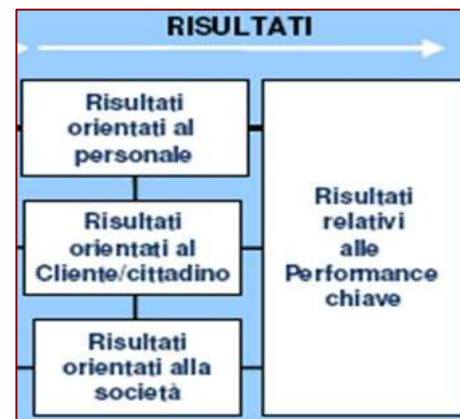 RISULTATI
Risultati
orientati al
personale
Risultati
orientati al
Cliente/cittadino
Risultati
orientati alla
società
Risultati
relativi
alle
Performance
chiave